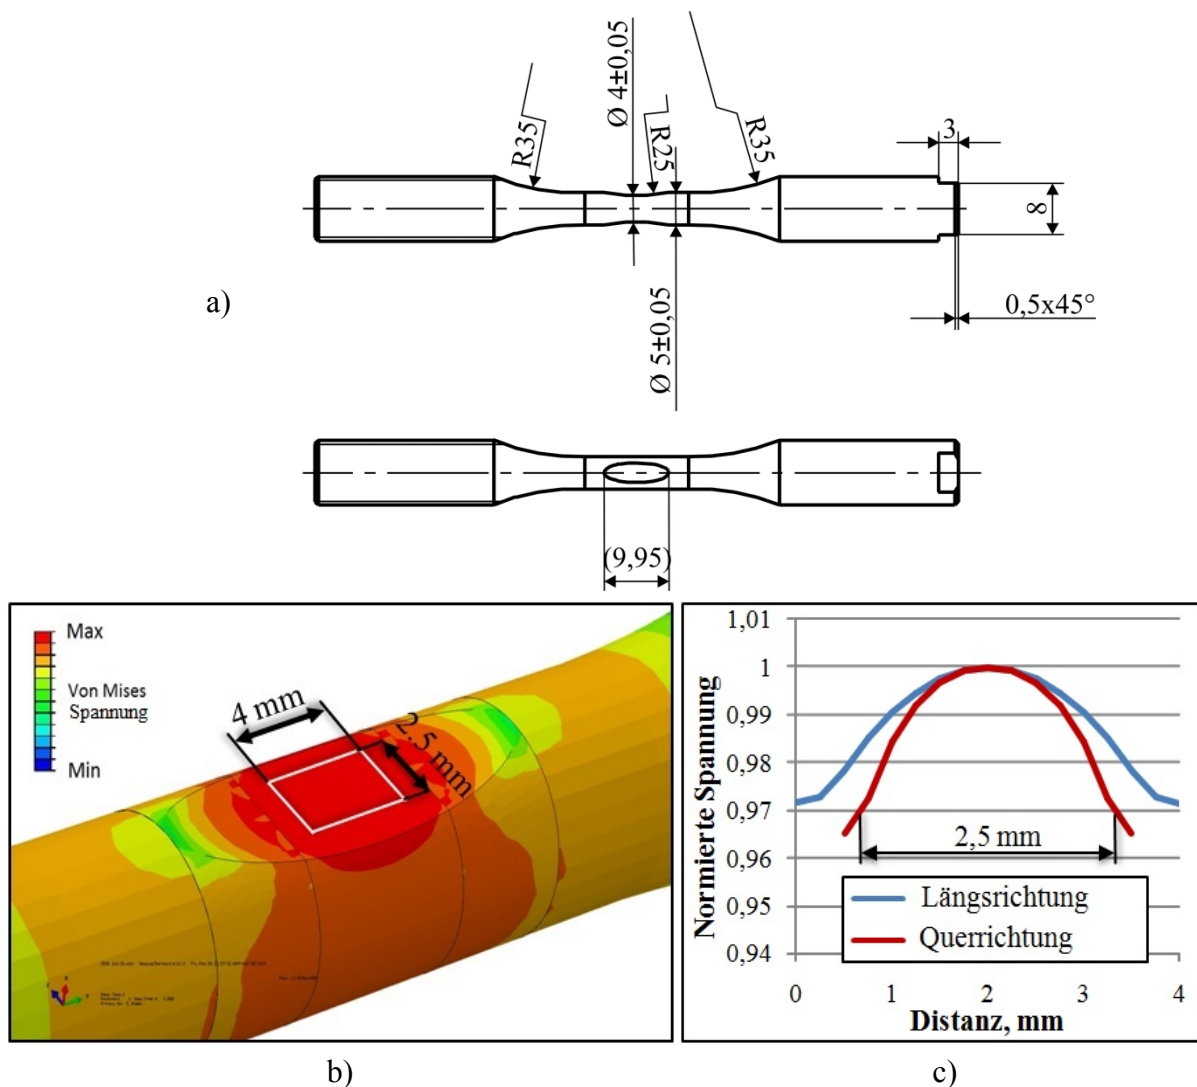 Ø 4±0,05
R35
R25
R35
3
8
a)
0,5x45°
Ø 5±0,05
(9,95)
Max
Von Mises
Spannung
Min
4 mm
2,5 mm
b)
1,01
1
0,99
0,98
0,97
0,96
0,95
0,94
Normierte Spannung
2,5 mm
Längsrichtung
Querrichtung
0 1 2 3 4
Distanz, mm
c)